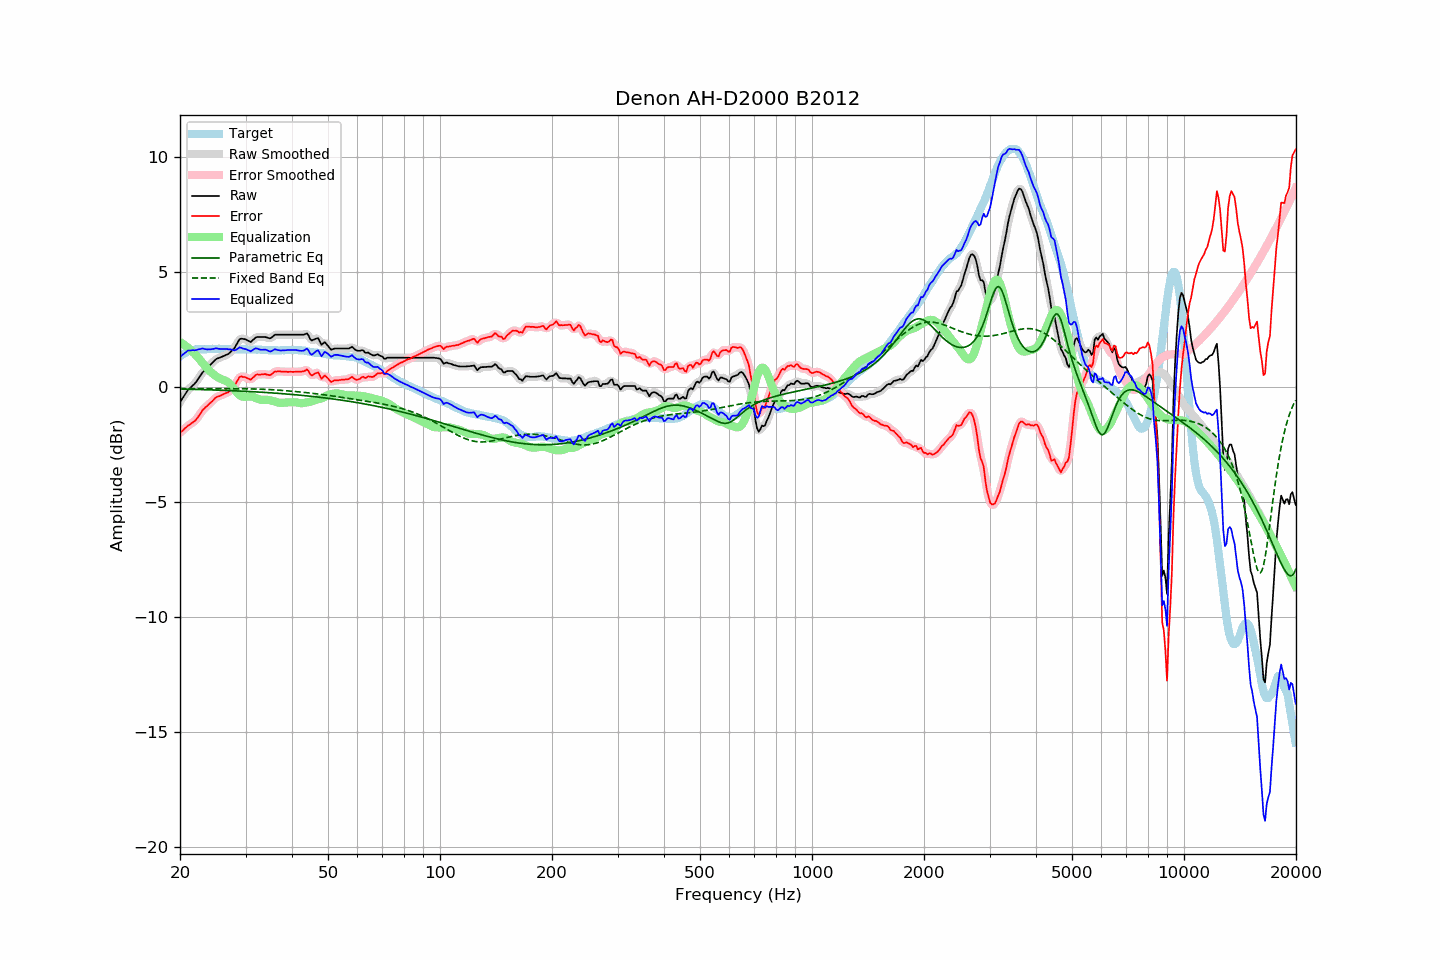 Denon AH-D2000 B2012
Target
Raw Smoothed
Error Smoothed
Raw
Error
Equalization
Parametric Eq
Fixed Band Eq
Equalized
10
5
0
−5
−10
−15
−20
Amplitude (dBr)
20 50 100 200 500 1000 2000 5000 10000 20000
Frequency (Hz)